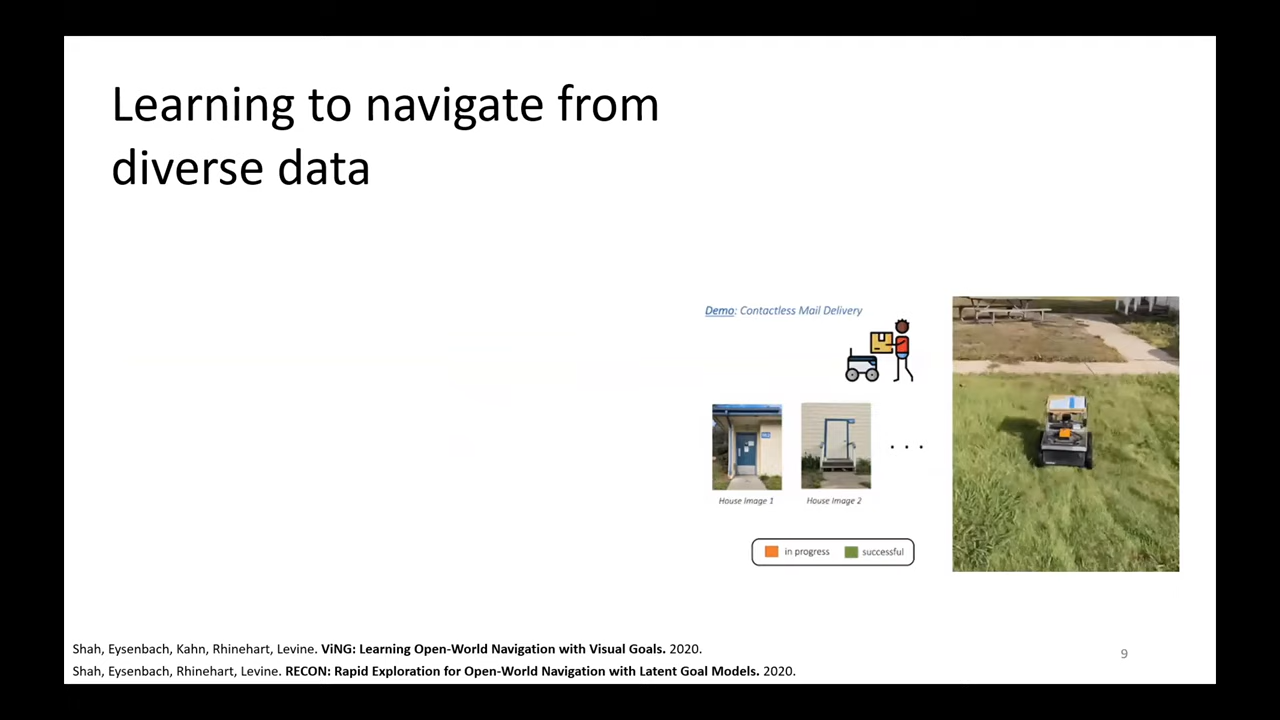 Learning to navigate from
diverse data
Demo: Contactless Mail Delivery
. . .
House Image 1
House Image 2
in progress
successful
Shah, Eysenbach, Kahn, Rhinehart, Levine. ViNG: Learning Open-World Navigation with Visual Goals. 2020.
Shah, Eysenbach, Rhinehart, Levine. RECON: Rapid Exploration for Open-World Navigation with Latent Goal Models. 2020.
9